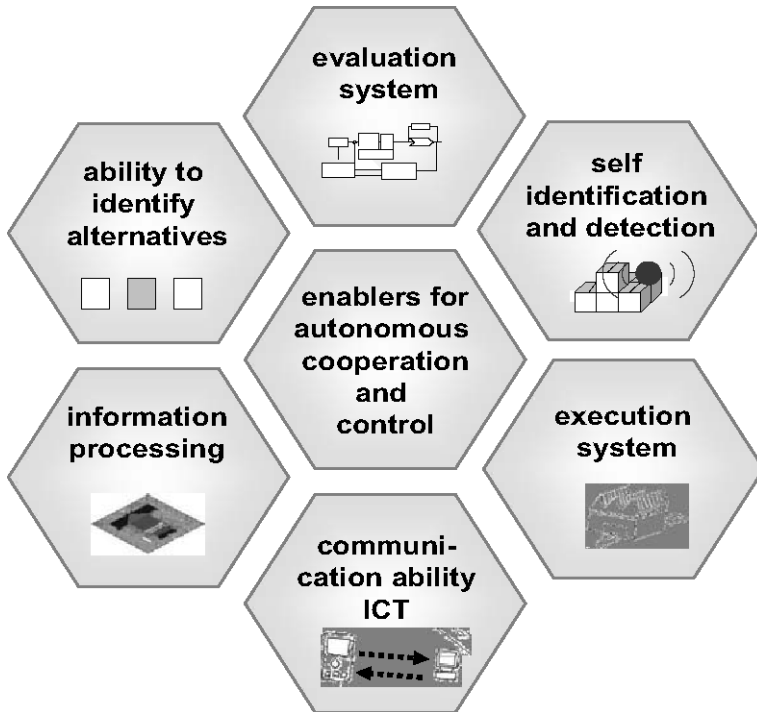 evaluation
system
ability to
identify
alternatives
self
identification
and detection
enablers for
autonomous
cooperation
and
control
information
processing
execution
system
communi-
cation ability
ICT